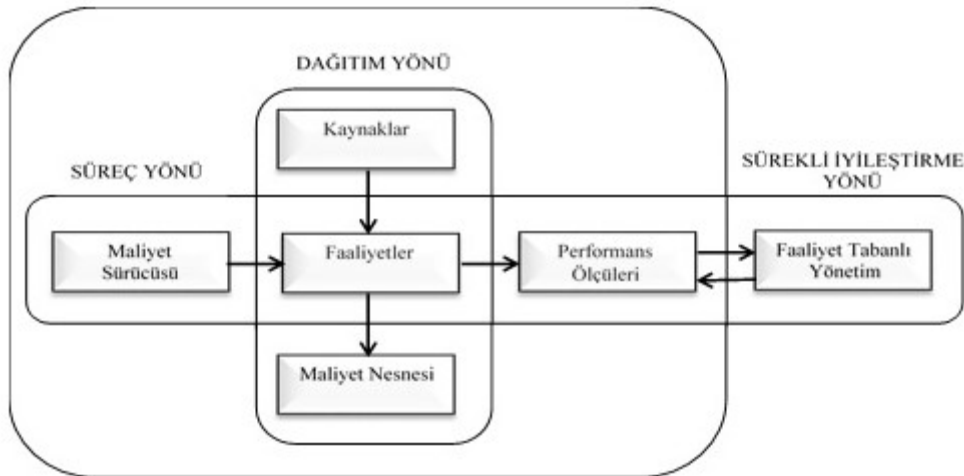 DAĞITIM YÖNÜ
Kaynaklar
SÜREÇ YÖNÜ
SÜREKLİ İYİLEŞTİRME
YÖNÜ
Maliyet
Sürücüsü
Faaliyetler
Performans
Ölçüleri
Faaliyet Tabanlı
Yönetim
Maliyet Nesnesi